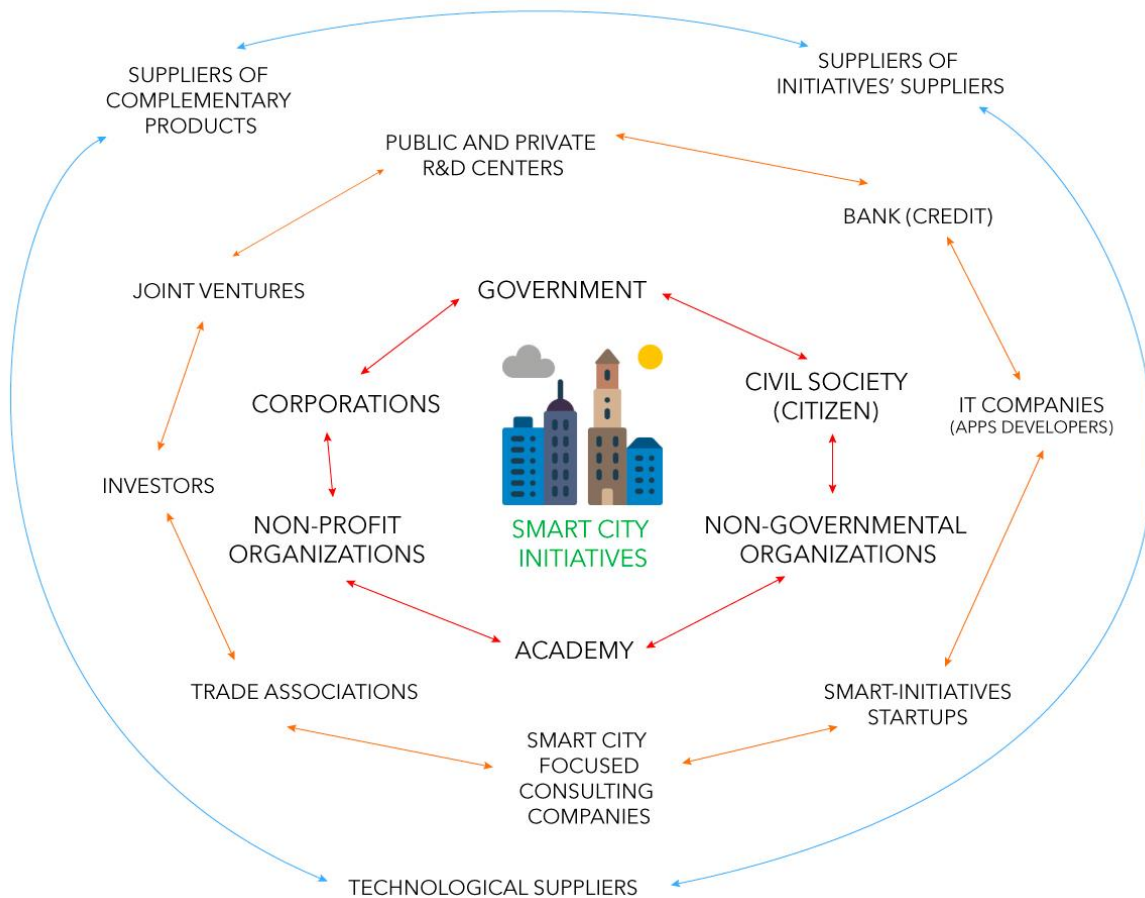 SUPPLIERS OF
COMPLEMENTARY
PRODUCTS
SUPPLIERS OF
INITIATIVES’ SUPPLIERS
PUBLIC AND PRIVATE
R&D CENTERS
BANK (CREDIT)
JOINT VENTURES
GOVERNMENT
CORPORATIONS
CIVIL SOCIETY
(CITIZEN)
IT COMPANIES
(APPS DEVELOPERS)
INVESTORS
NON-PROFIT
ORGANIZATIONS
SMART CITY
INITIATIVES
NON-GOVERNMENTAL
ORGANIZATIONS
ACADEMY
TRADE ASSOCIATIONS
SMART-INITIATIVES
STARTUPS
SMART CITY
FOCUSED
CONSULTING
COMPANIES
TECHNOLOGICAL SUPPLIERS